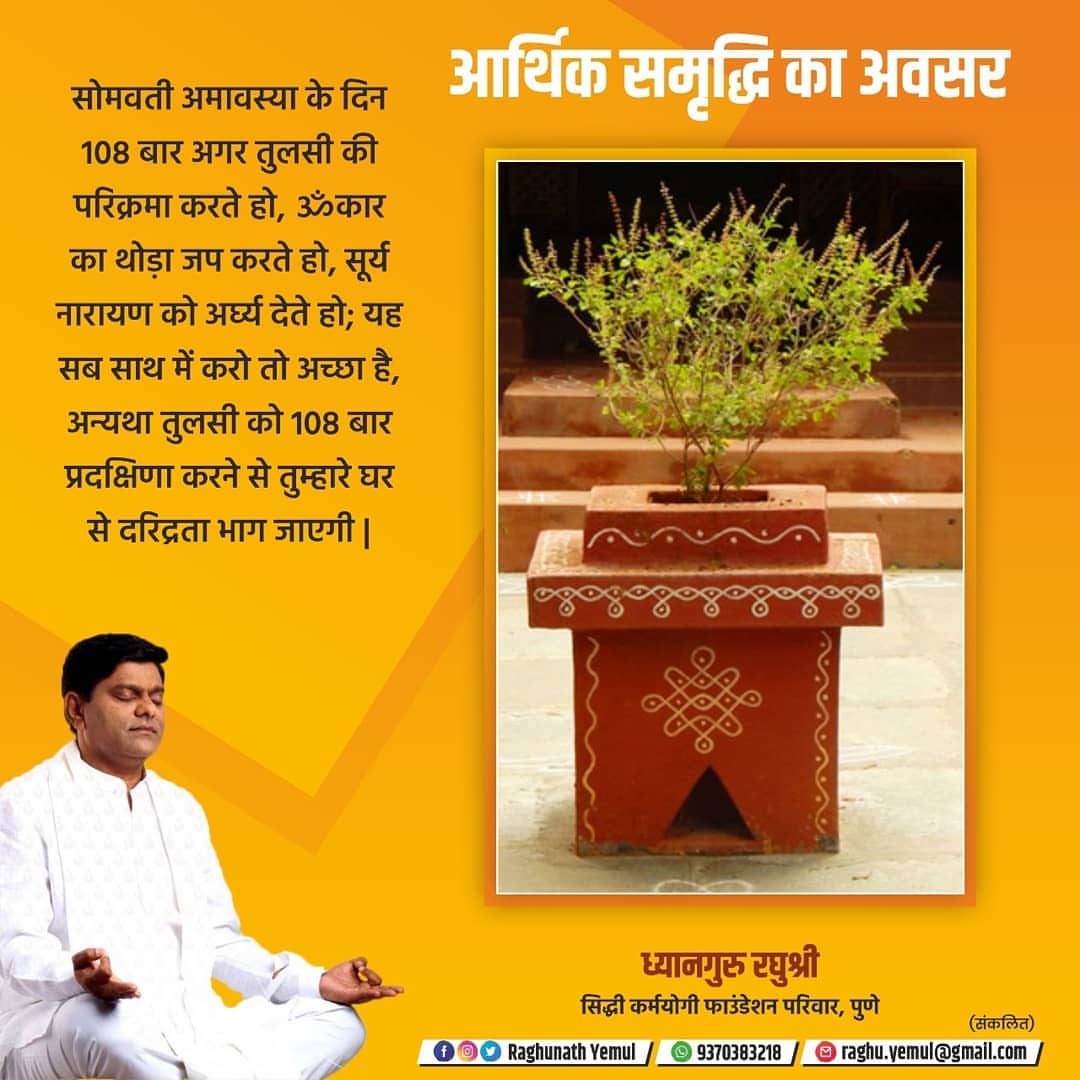 आर्थिक समृद्धि का अवसर
सोमवती अमावस्या के दिन
108 बार अगर तुलसी की
परिक्रमा करते हो, ॐकार
का थोड़ा जप करते हो, सूर्य
नारायण को अर्घ्य देते हो; यह
सब साथ में करो तो अच्छा है,
अन्यथा तुलसी को 108 बार
प्रदक्षिणा करने से तुम्हारे घर
से दरिद्रता भाग जाएगी |
ध्यानगुरु रघुश्री
सिद्धी कर्मयोगी फाउंडेशन परिवार, पुणे
(संकलित)
Raghunath Yemul 9370383218 raghu.yemul@gmail.com